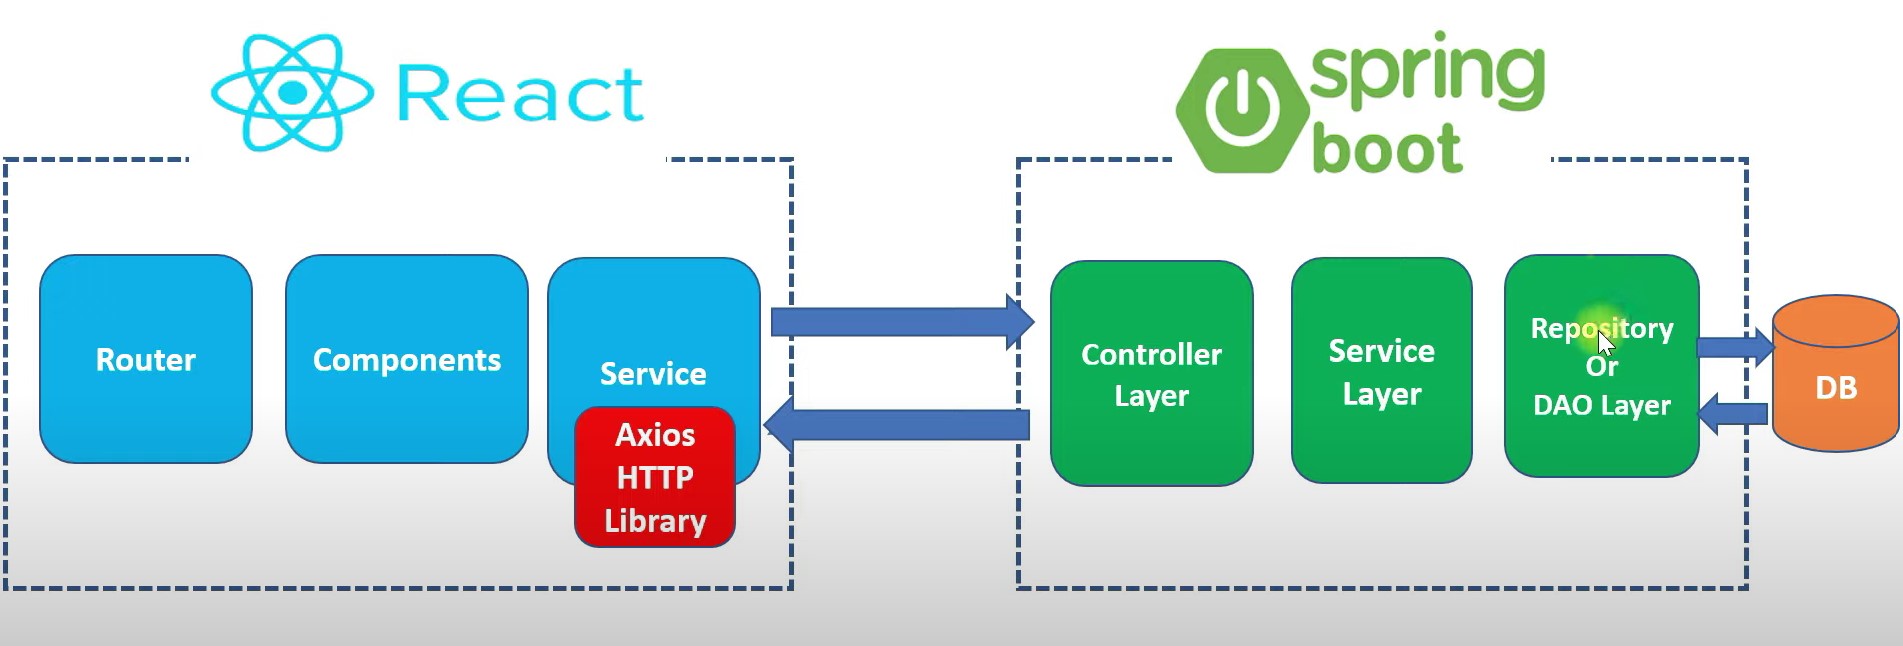 React
spring
boot
Router
Components
Service
Axios
HTTP
Library
Controller
Layer
Service
Layer
Repository
Or
DAO Layer
DB